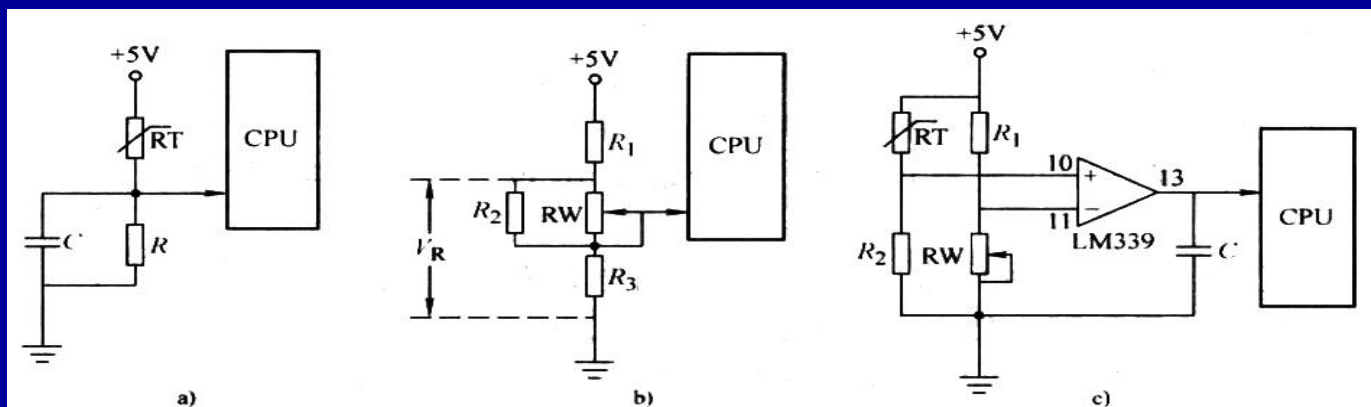 +5V
RT
CPU
C
R
a)
+5V
R1
CPU
R2
RW
VR
R3
b)
+5V
RT
R1
10
+
13
11
−
LM339
CPU
R2
RW
C
c)